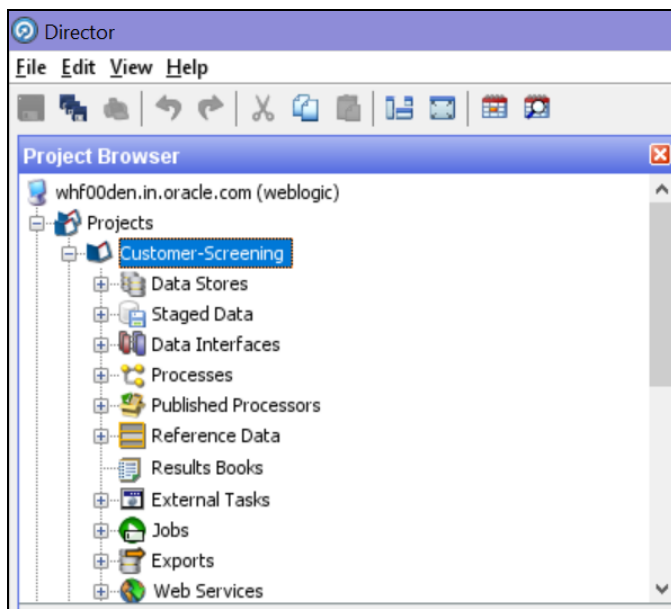 Director
File Edit View Help
Project Browser
whf00den.in.oracle.com (weblogic)
Projects
Customer-Screening
Data Stores
Staged Data
Data Interfaces
Processes
Published Processors
Reference Data
Results Books
External Tasks
Jobs
Exports
Web Services